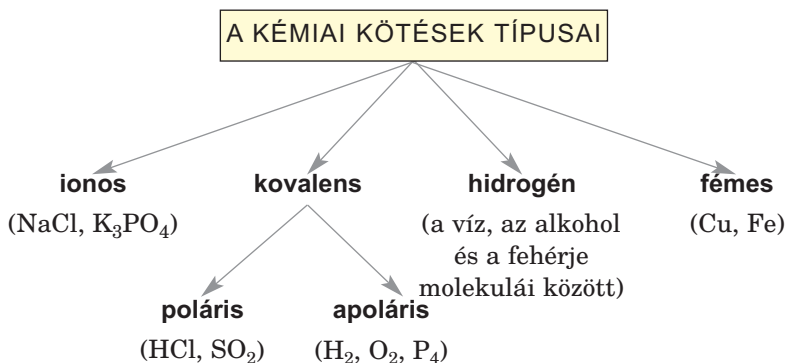 A KÉMIAI KÖTÉSEK TÍPUSAI
ionos
(NaCl, K₃PO₄)
kovalens
hidrogén
(a víz, az alkohol
és a fehérje
molekulái között)
fémes
(Cu, Fe)
poláris
(HCl, SO₂)
apoláris
(H₂, O₂, P₄)